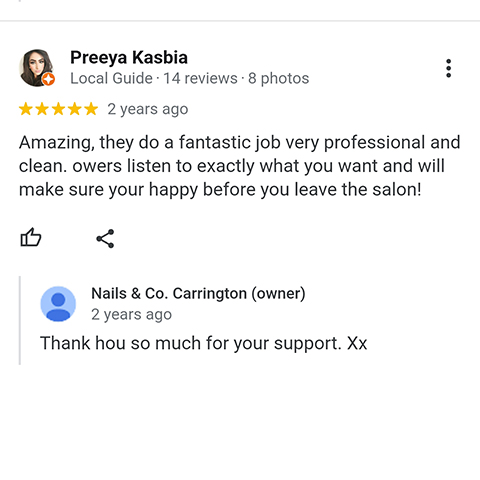 Preeya Kasbia
Local Guide · 14 reviews · 8 photos
2 years ago
Amazing, they do a fantastic job very professional and
clean. owers listen to exactly what you want and will
make sure your happy before you leave the salon!
Nails & Co. Carrington (owner)
2 years ago
Thank hou so much for your support. Xx